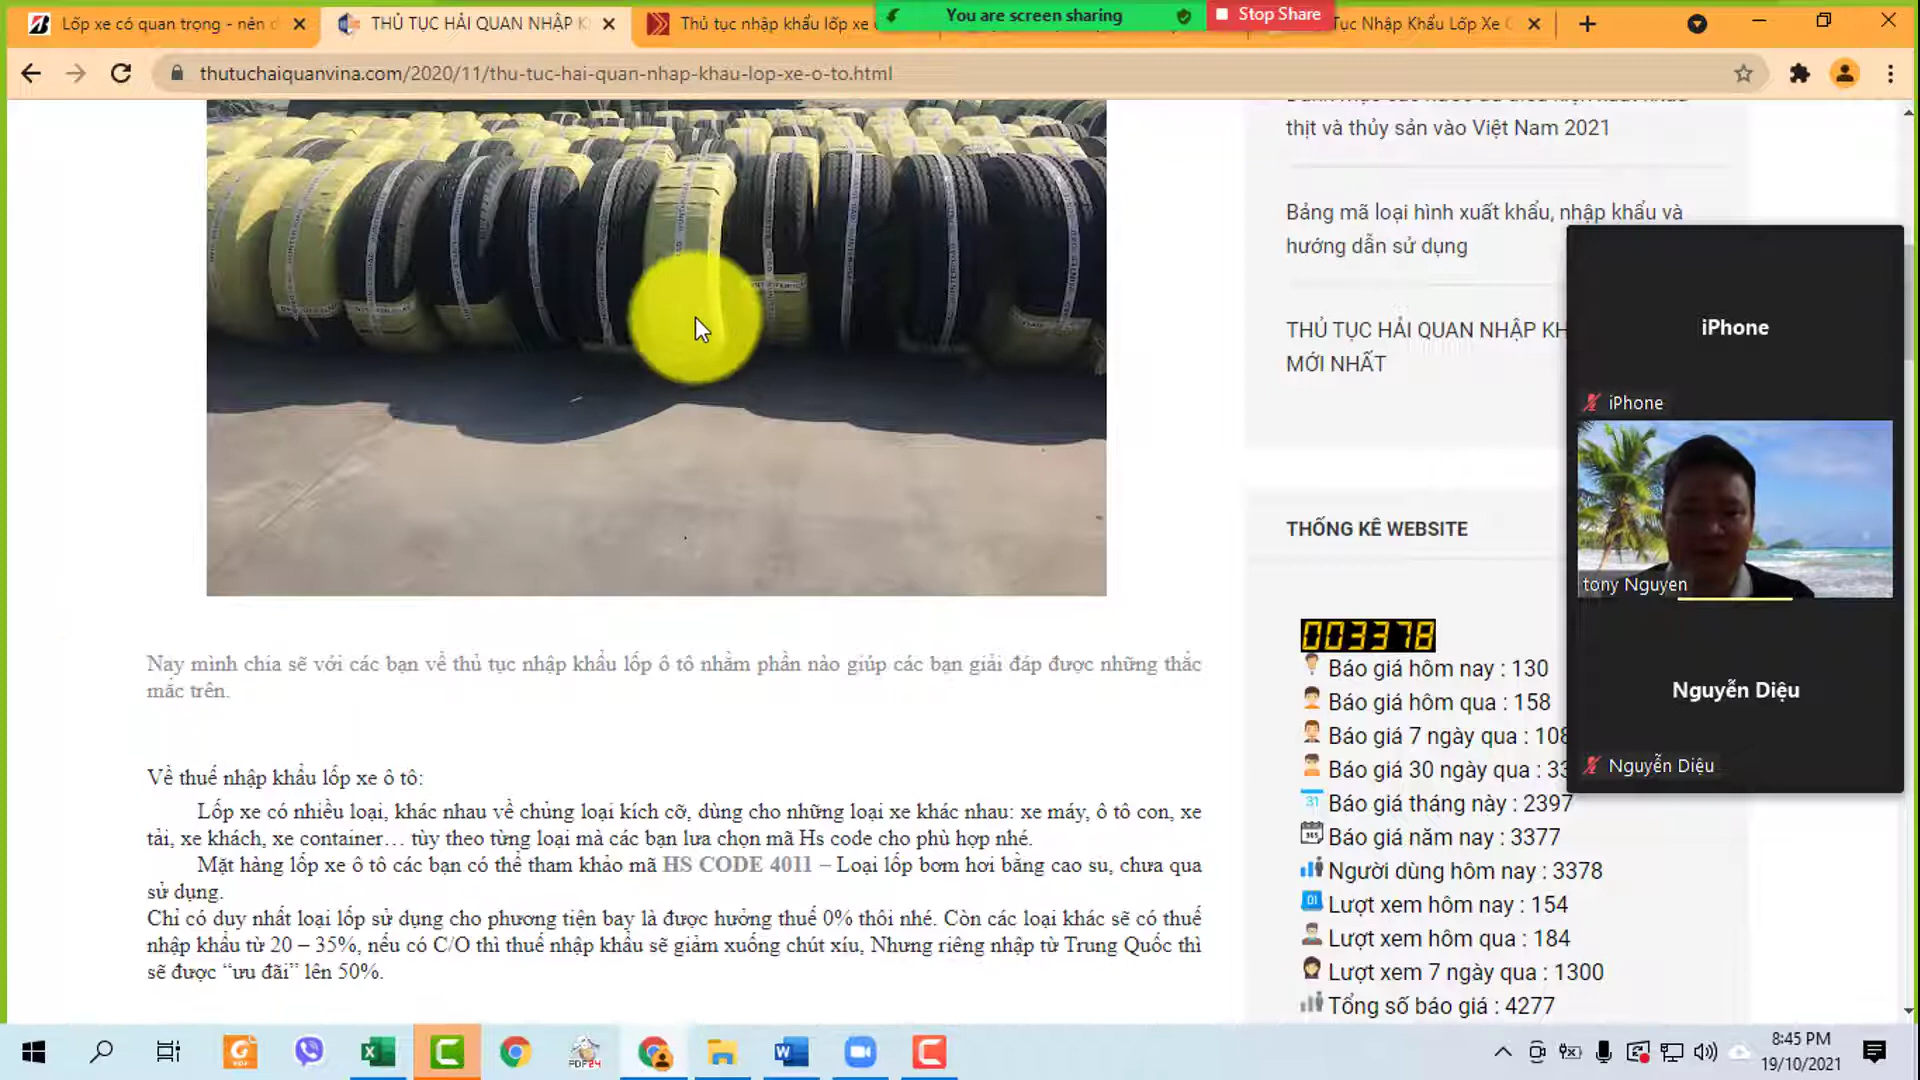 Lốp xe có quan trọng - nên c
THỦ TỤC HẢI QUAN NHẬP K
Thủ tục nhập khẩu lốp xe
You are screen sharing
Stop Share
Tục Nhập Khẩu Lốp Xe
thutuchaiquanvina.com/2020/11/thu-tuc-hai-quan-nhap-khau-lop-xe-o-to.html
thịt và thủy sản vào Việt Nam 2021
Bảng mã loại hình xuất khẩu, nhập khẩu và
hướng dẫn sử dụng
THỦ TỤC HẢI QUAN NHẬP KH
MỚI NHẤT
iPhone
iPhone
tony Nguyen
Nguyễn Diệu
Nguyễn Diệu
THỐNG KÊ WEBSITE
003378
Báo giá hôm nay : 130
Báo giá hôm qua : 158
Báo giá 7 ngày qua : 108
Báo giá 30 ngày qua : 33
Báo giá tháng này : 2397
Báo giá năm nay : 3377
Người dùng hôm nay : 3378
Lượt xem hôm nay : 154
Lượt xem hôm qua : 184
Lượt xem 7 ngày qua : 1300
Tổng số báo giá : 4277
Nay mình chia sẽ với các bạn về thủ tục nhập khẩu lốp ô tô nhằm phần nào giúp các bạn giải đáp được những thắc
mắc trên.
Về thuế nhập khẩu lốp xe ô tô:
Lốp xe có nhiều loại, khác nhau về chủng loại kích cỡ, dùng cho những loại xe khác nhau: xe máy, ô tô con, xe
tải, xe khách, xe container… tùy theo từng loại mà các bạn lưa chọn mã Hs code cho phù hợp nhé.
Mặt hàng lốp xe ô tô các bạn có thể tham khảo mã HS CODE 4011 – Loại lốp bơm hơi bằng cao su, chưa qua
sử dụng.
Chỉ có duy nhất loại lốp sử dụng cho phương tiện bay là được hưởng thuế 0% thôi nhé. Còn các loại khác sẽ có thuế
nhập khẩu từ 20 – 35%, nếu có C/O thì thuế nhập khẩu sẽ giảm xuống chút xíu, Nhưng riêng nhập từ Trung Quốc thì
sẽ được “ưu đãi” lên 50%.
PDF24
8:45 PM
19/10/2021